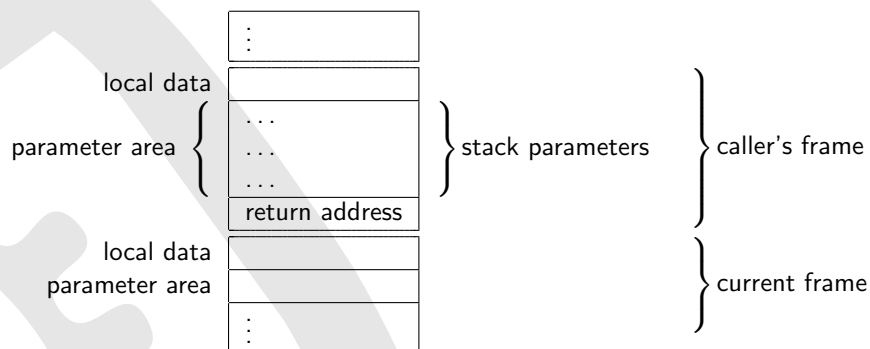 ⋮
local data
parameter area
. . .
. . .
. . .
stack parameters
caller's frame
return address
local data
parameter area
current frame
⋮